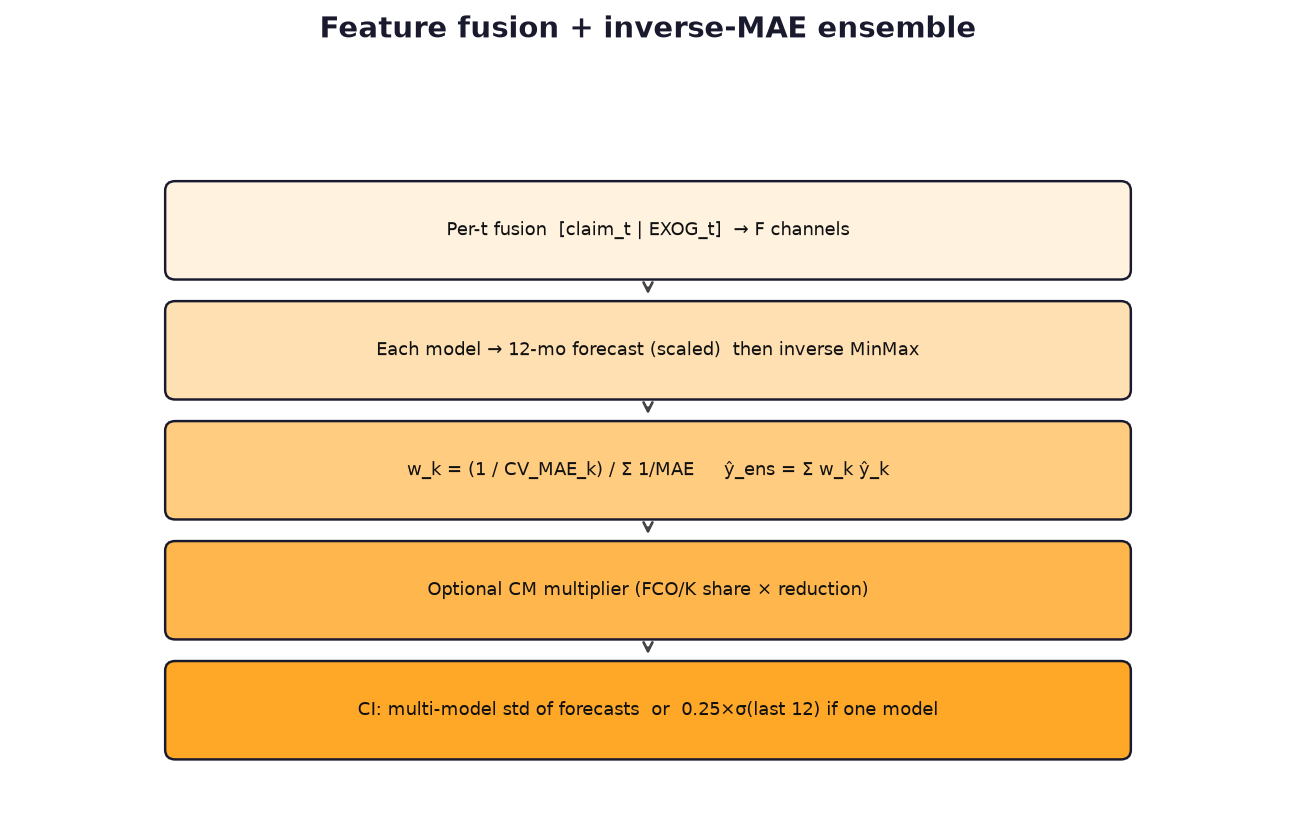 Feature fusion + inverse-MAE ensemble
Per-t fusion  [claim_t | EXOG_t]  → F channels
Each model → 12-mo forecast (scaled)  then inverse MinMax
w_k = (1 / CV_MAE_k) / Σ 1/MAE     ŷ_ens = Σ w_k ŷ_k
Optional CM multiplier (FCO/K share × reduction)
CI: multi-model std of forecasts  or  0.25×σ(last 12) if one model